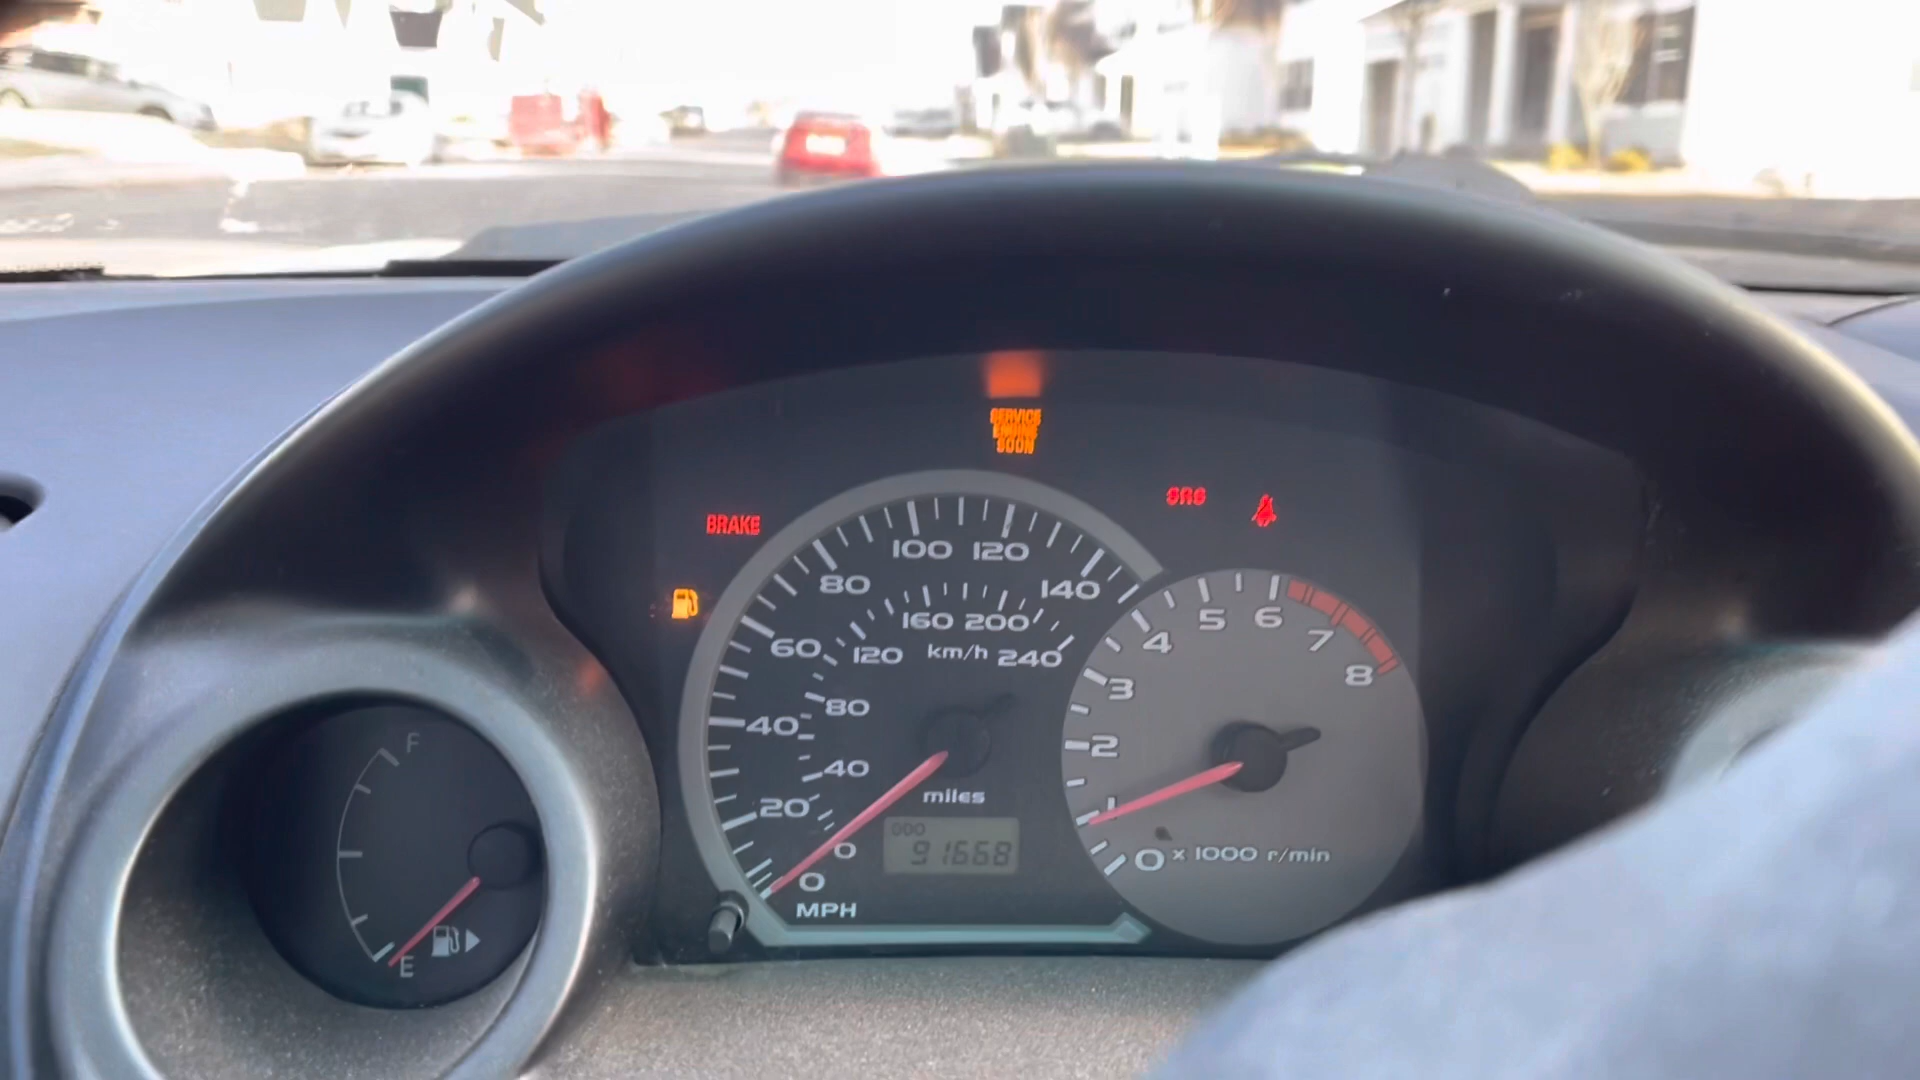 SERVICE
ENGINE
SOON
SRS
BRAKE
100 120
80 140
160 200
60 120 km/h 240
80
40
40
20
miles
ODO
91668
0
0
MPH
5 6
4 7
3 8
2
1
0 x 1000 r/min
F
E